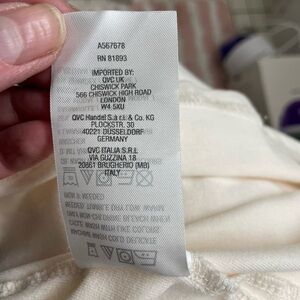 A567678
RN 81893
IMPORTED BY:
QVC UK
CHISWICK PARK
566 CHISWICK HIGH ROAD
LONDON
W4 5XU
QVC Handel S.à r.l. & Co. KG
PLOCKSTR. 30
40221 DÜSSELDORF
GERMANY
QVC ITALIA S.R.L
VIA GUZZINA 18
20861 BRUGHERIO (MB)
ITALY